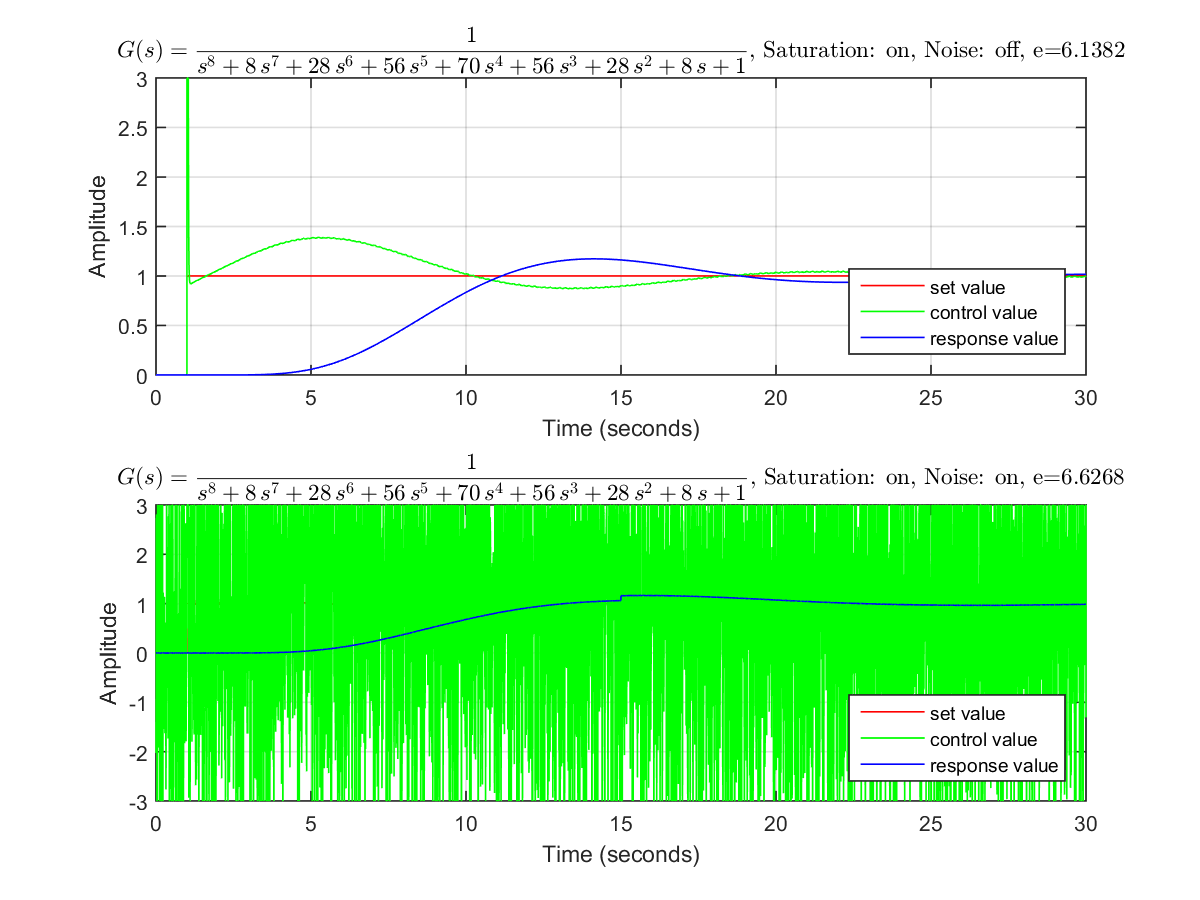 G(s) = 1 / (s^8 + 8 s^7 + 28 s^6 + 56 s^5 + 70 s^4 + 56 s^3 + 28 s^2 + 8 s + 1), Saturation: on, Noise: off, e=6.1382
3
2.5
2
1.5
1
0.5
0
Amplitude
set value
control value
response value
0 5 10 15 20 25 30
Time (seconds)
G(s) = 1 / (s^8 + 8 s^7 + 28 s^6 + 56 s^5 + 70 s^4 + 56 s^3 + 28 s^2 + 8 s + 1), Saturation: on, Noise: on, e=6.6268
3
2
1
0
-1
-2
-3
Amplitude
set value
control value
response value
0 5 10 15 20 25 30
Time (seconds)